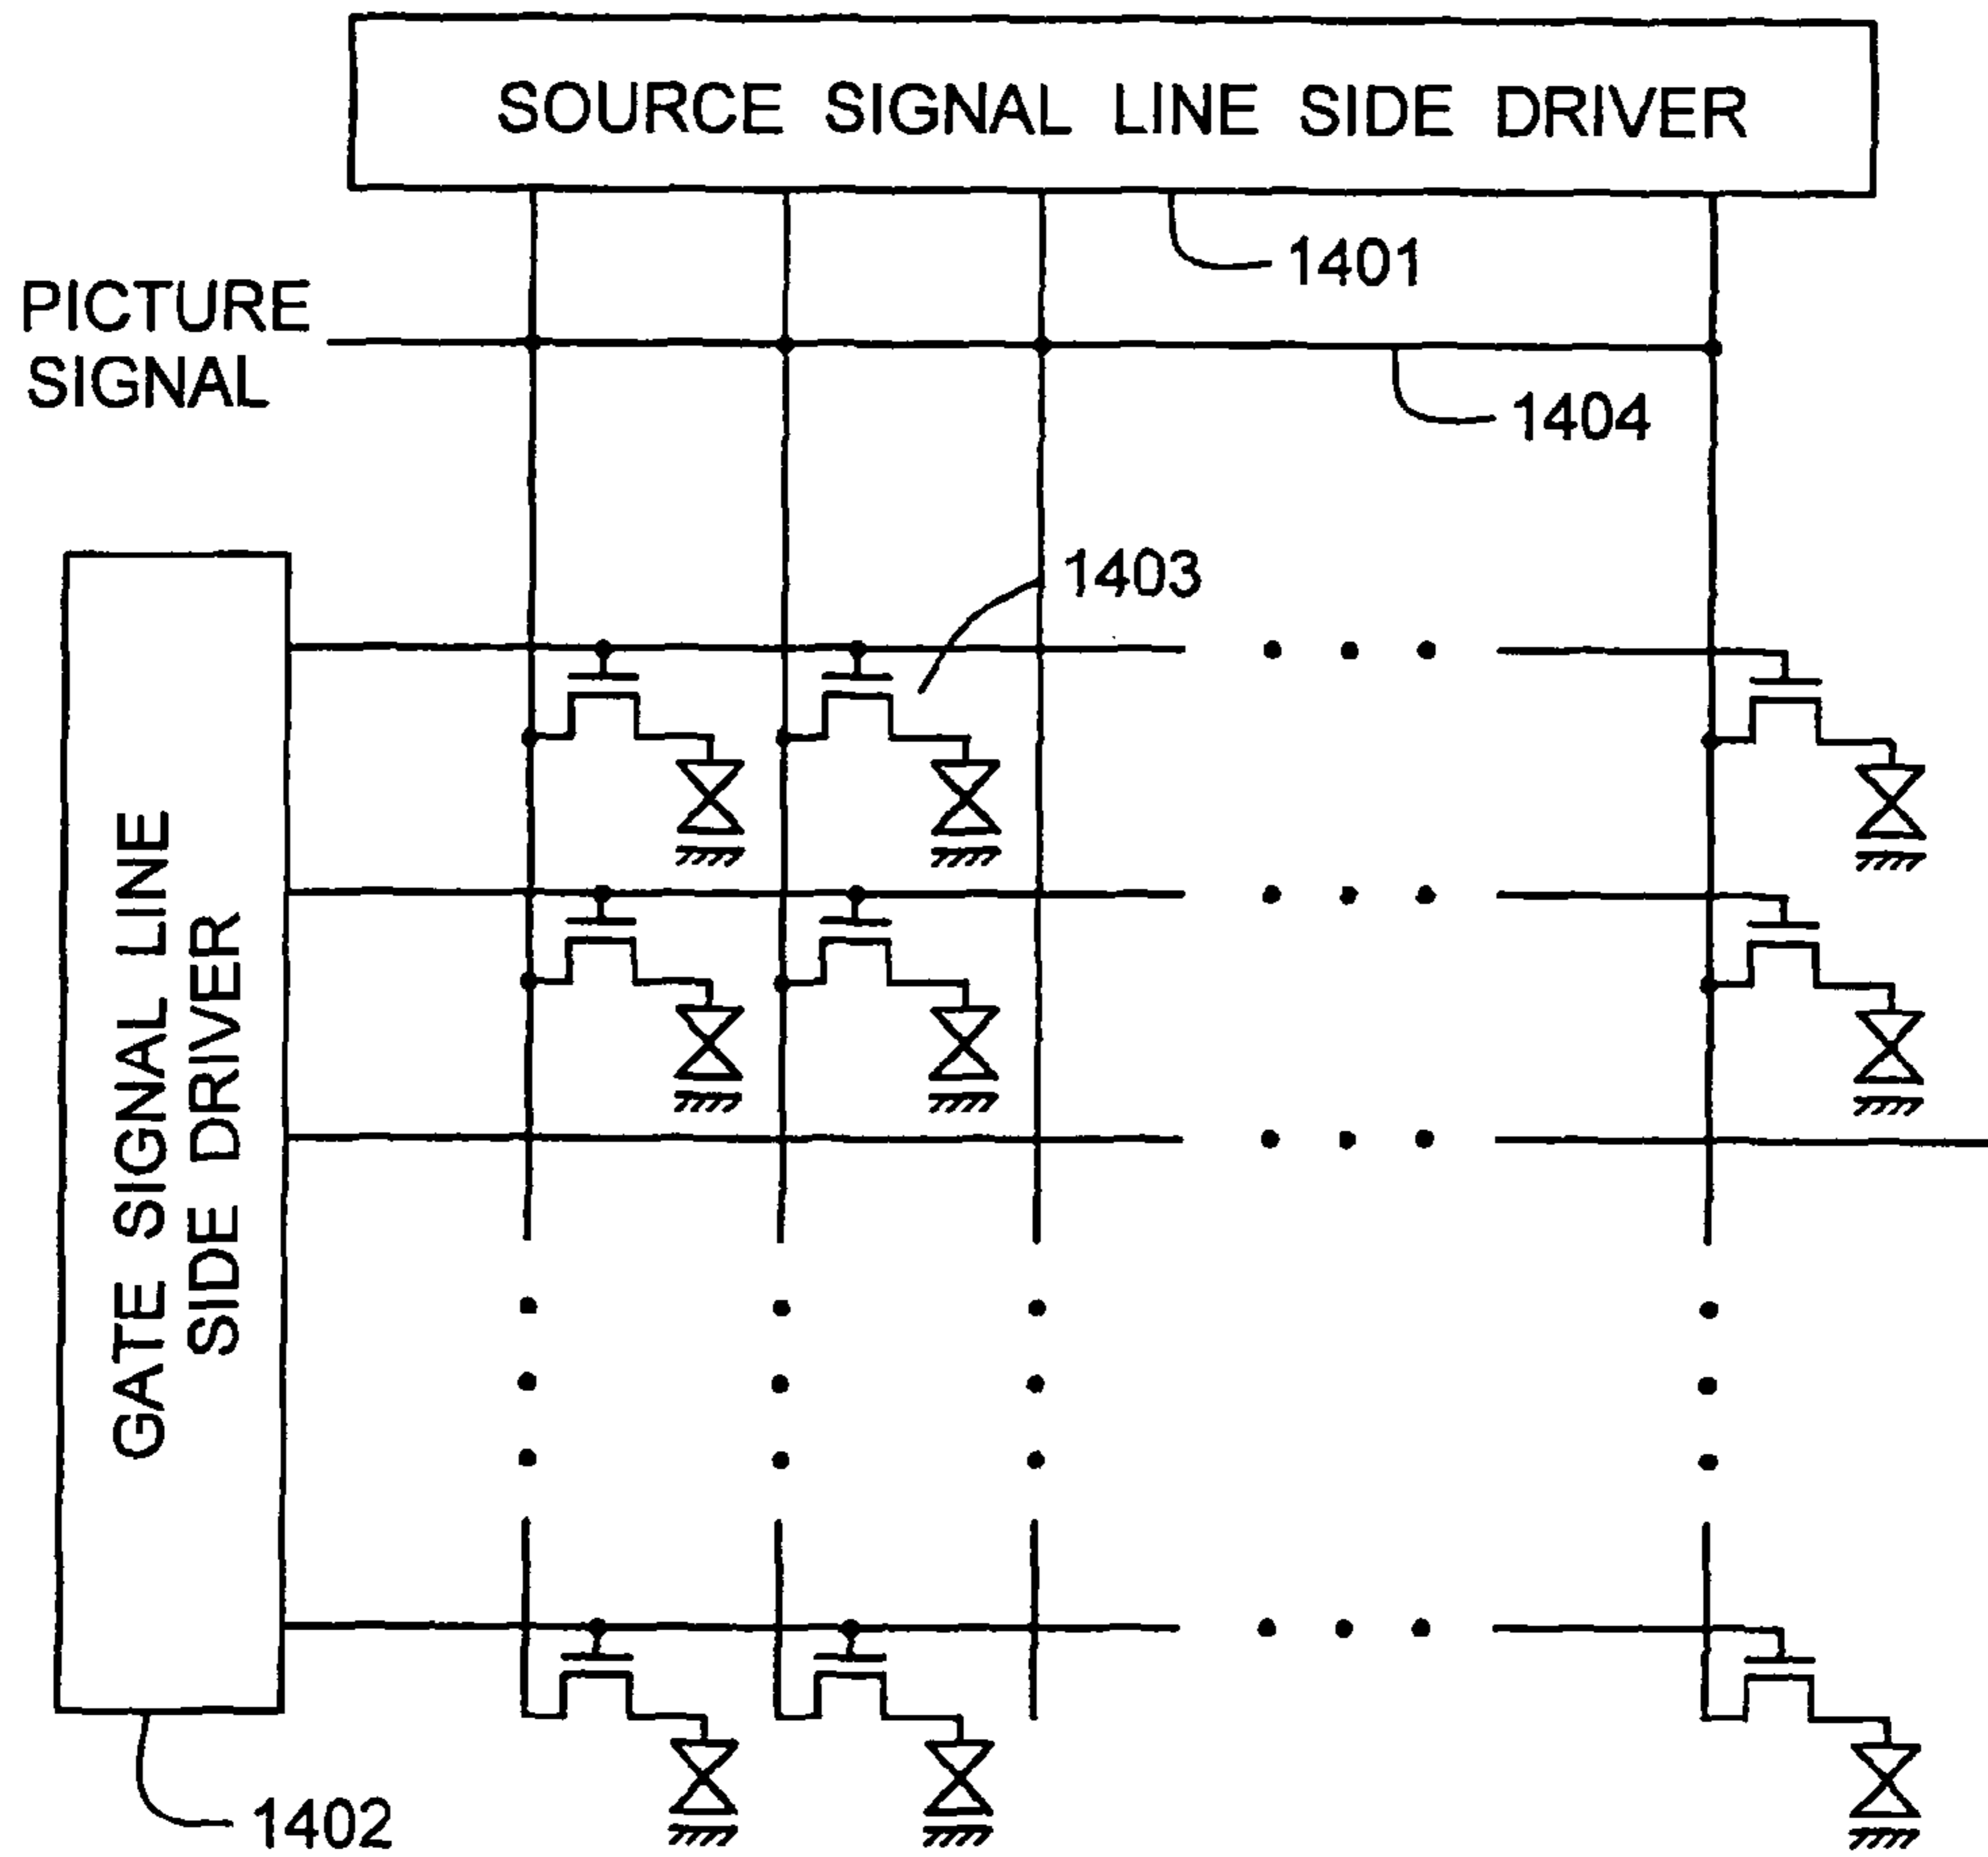 SOURCE SIGNAL LINE SIDE DRIVER
1401
PICTURE
SIGNAL
1404
1403
GATE SIGNAL LINE
SIDE DRIVER
1402